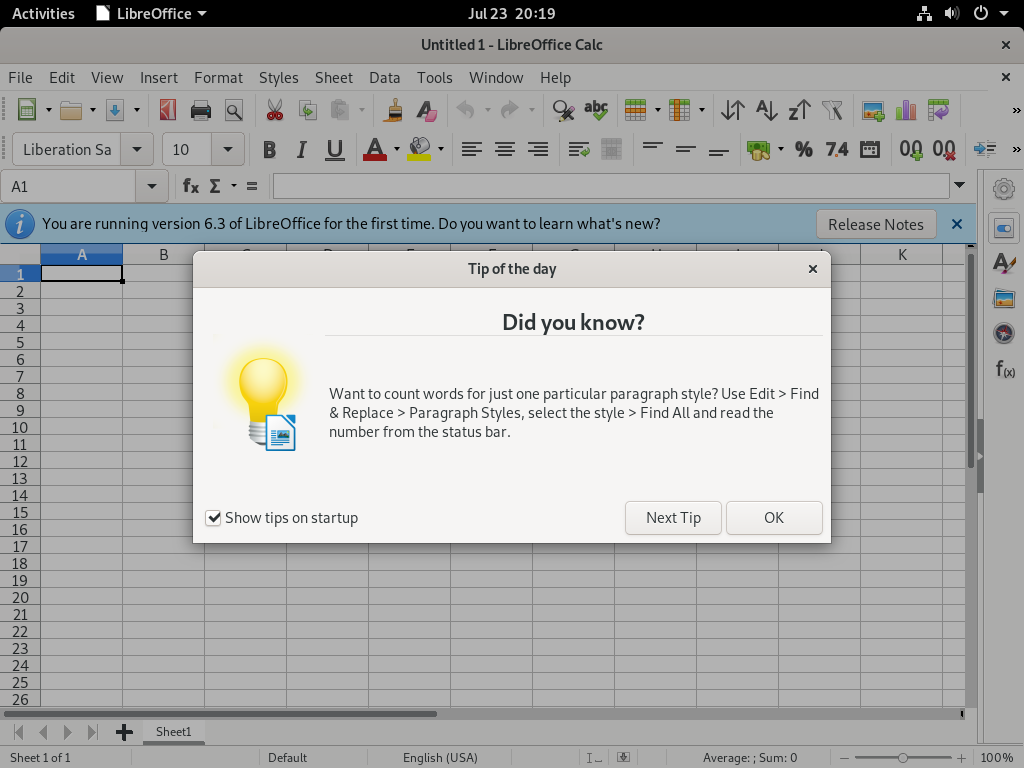 Activities LibreOffice Jul 23 20:19
Untitled 1 - LibreOffice Calc
File Edit View Insert Format Styles Sheet Data Tools Window Help
abc
Liberation Sa 10 B I U % 7.4 00 00
A1 fx Σ =
You are running version 6.3 of LibreOffice for the first time. Do you want to learn what's new? Release Notes
A B K
Tip of the day
Did you know?
Want to count words for just one particular paragraph style? Use Edit > Find
& Replace > Paragraph Styles, select the style > Find All and read the
number from the status bar.
Show tips on startup Next Tip OK
1
2
3
4
5
6
7
8
9
10
11
12
13
14
15
16
17
18
19
20
21
22
23
24
25
26
Sheet1
Sheet 1 of 1 Default English (USA) Average: ; Sum: 0 100%